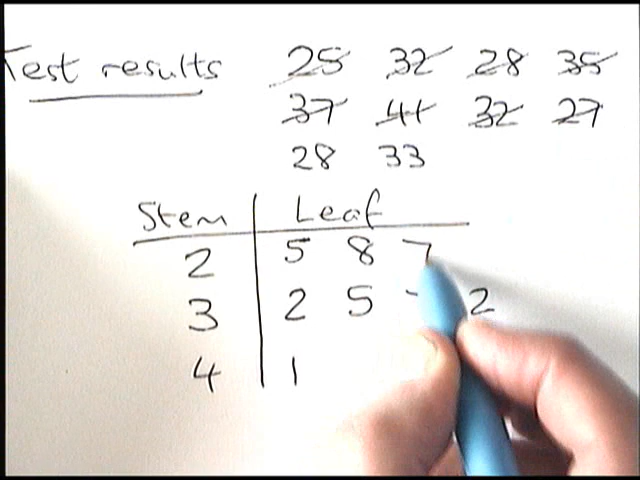 Test results 25 32 28 35
37 41 32 27
28 33
Stem Leaf
2 5 8 7
3 2 5 2
4 1